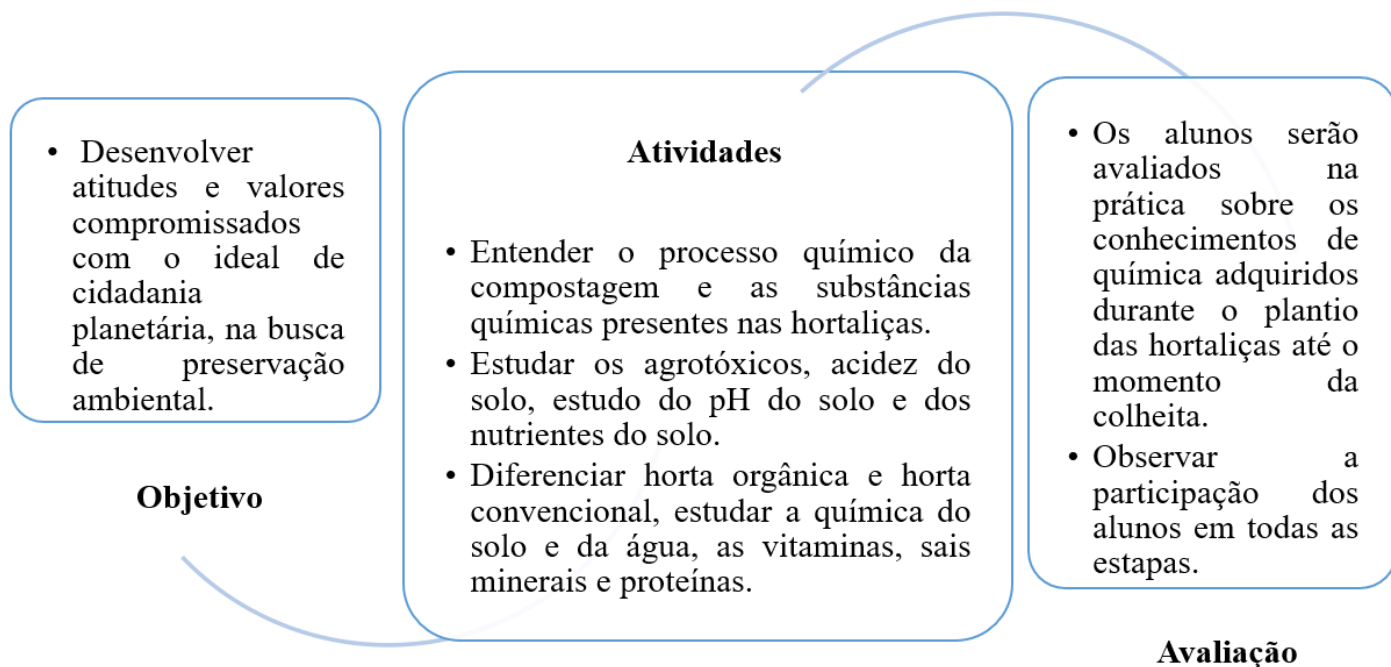 • Desenvolver
atitudes e valores
compromissados
com o ideal de
cidadania
planetária, na busca
de preservação
ambiental.
Objetivo
Atividades
• Entender o processo químico da
compostagem e as substâncias
químicas presentes nas hortaliças.
• Estudar os agrotóxicos, acidez do
solo, estudo do pH do solo e dos
nutrientes do solo.
• Diferenciar horta orgânica e horta
convencional, estudar a química do
solo e da água, as vitaminas, sais
minerais e proteínas.
• Os alunos serão
avaliados na
prática sobre os
conhecimentos de
química adquiridos
durante o plantio
das hortaliças até o
momento da
colheita.
• Observar a
participação dos
alunos em todas as
estapas.
Avaliação